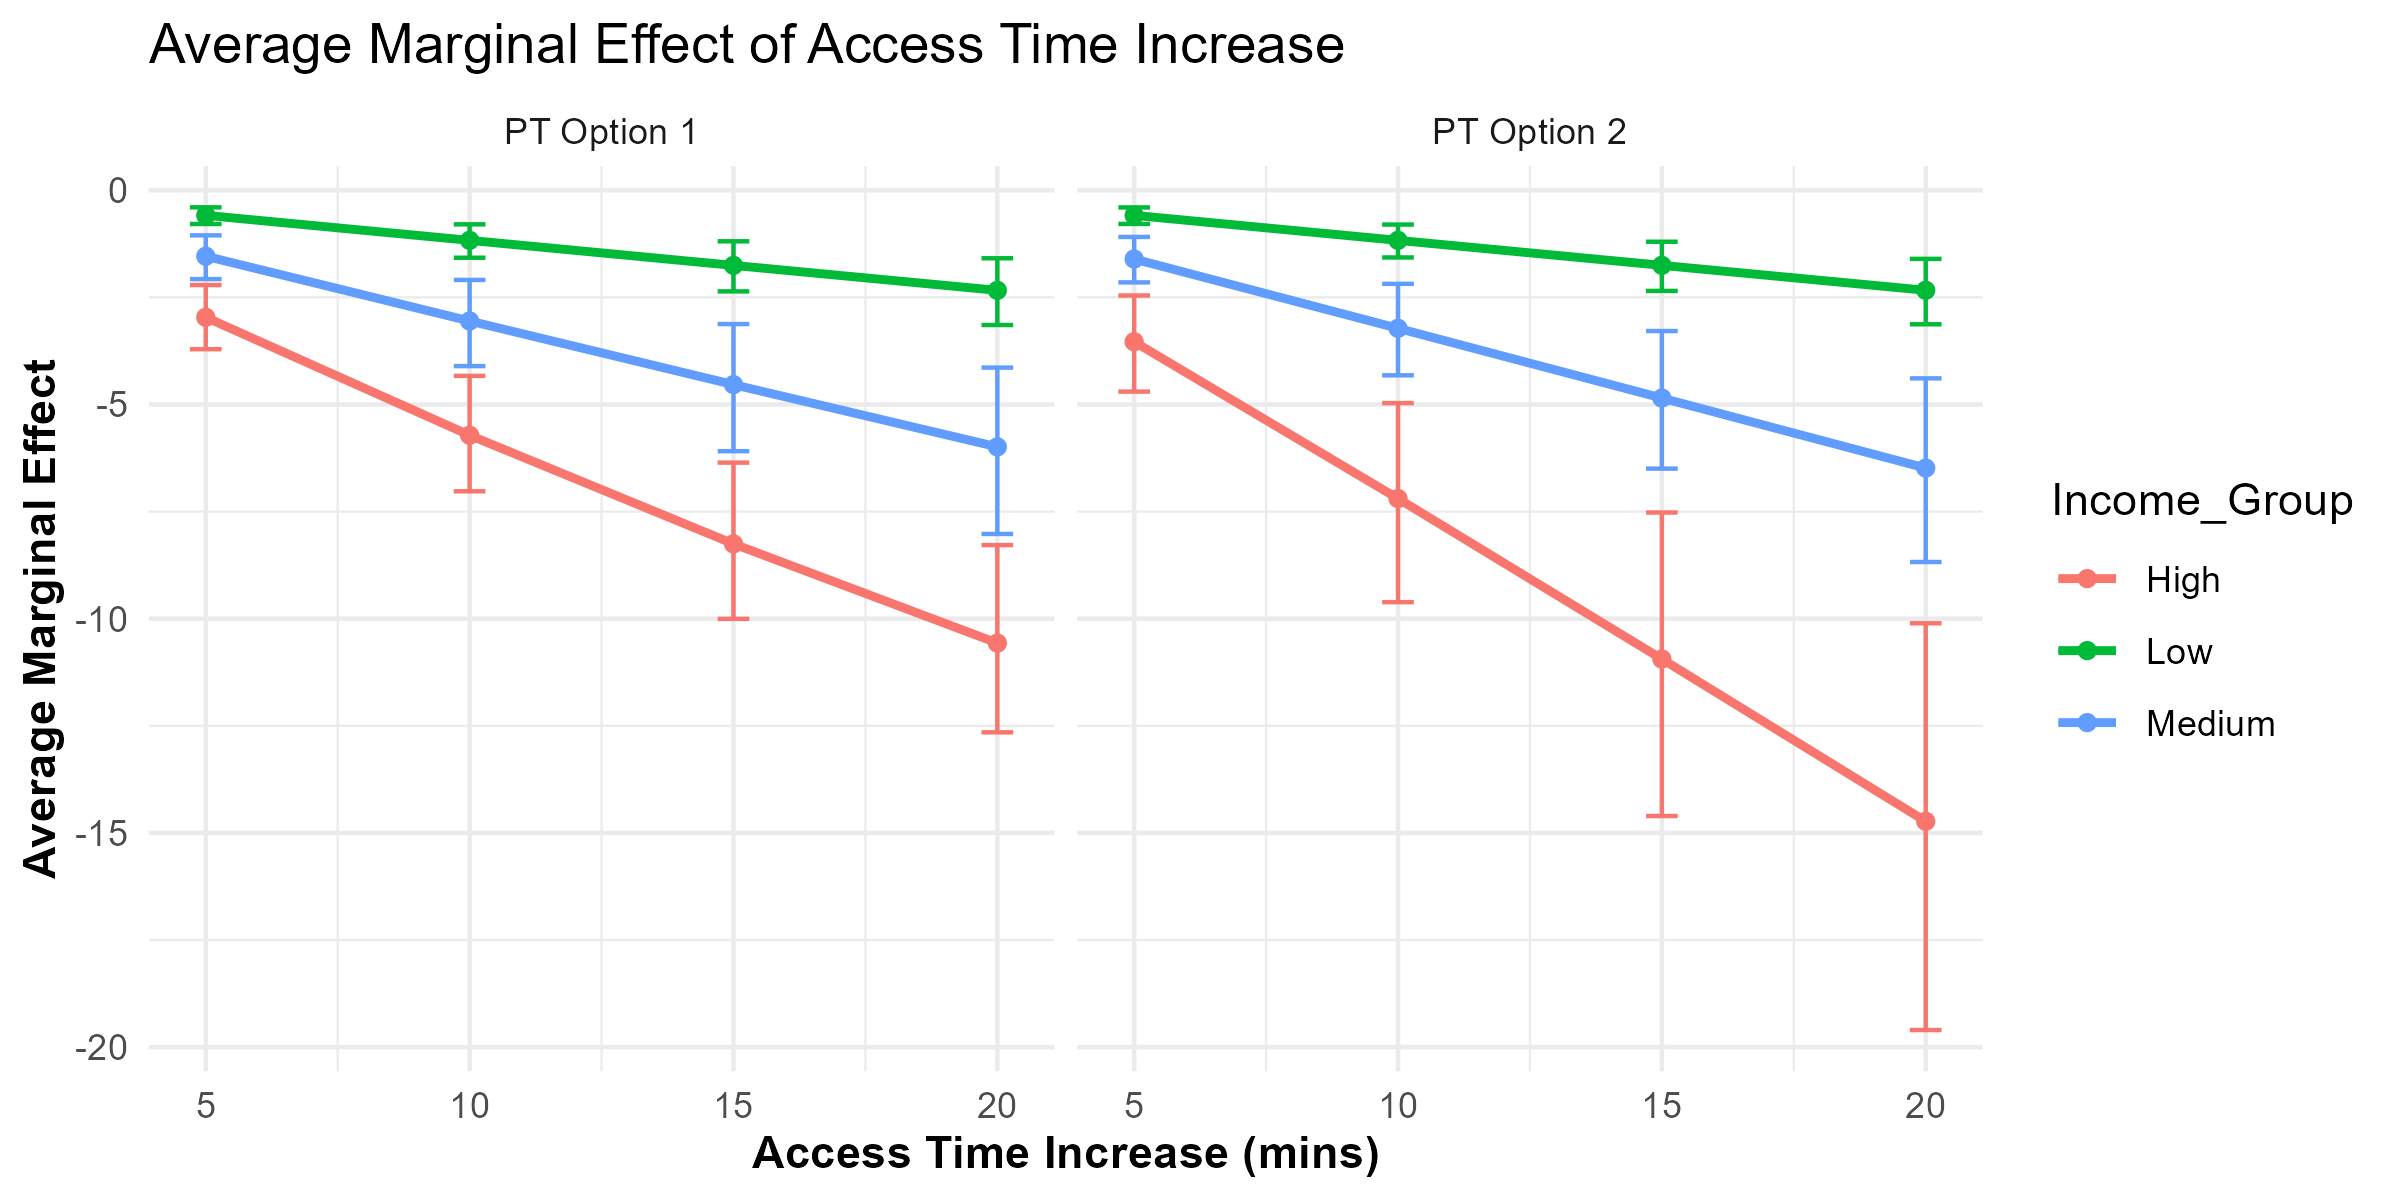 Average Marginal Effect of Access Time Increase
PT Option 1
PT Option 2
0
-5
-10
-15
-20
Average Marginal Effect
5
10
15
20
5
10
15
20
Access Time Increase (mins)
Income_Group
High
Low
Medium